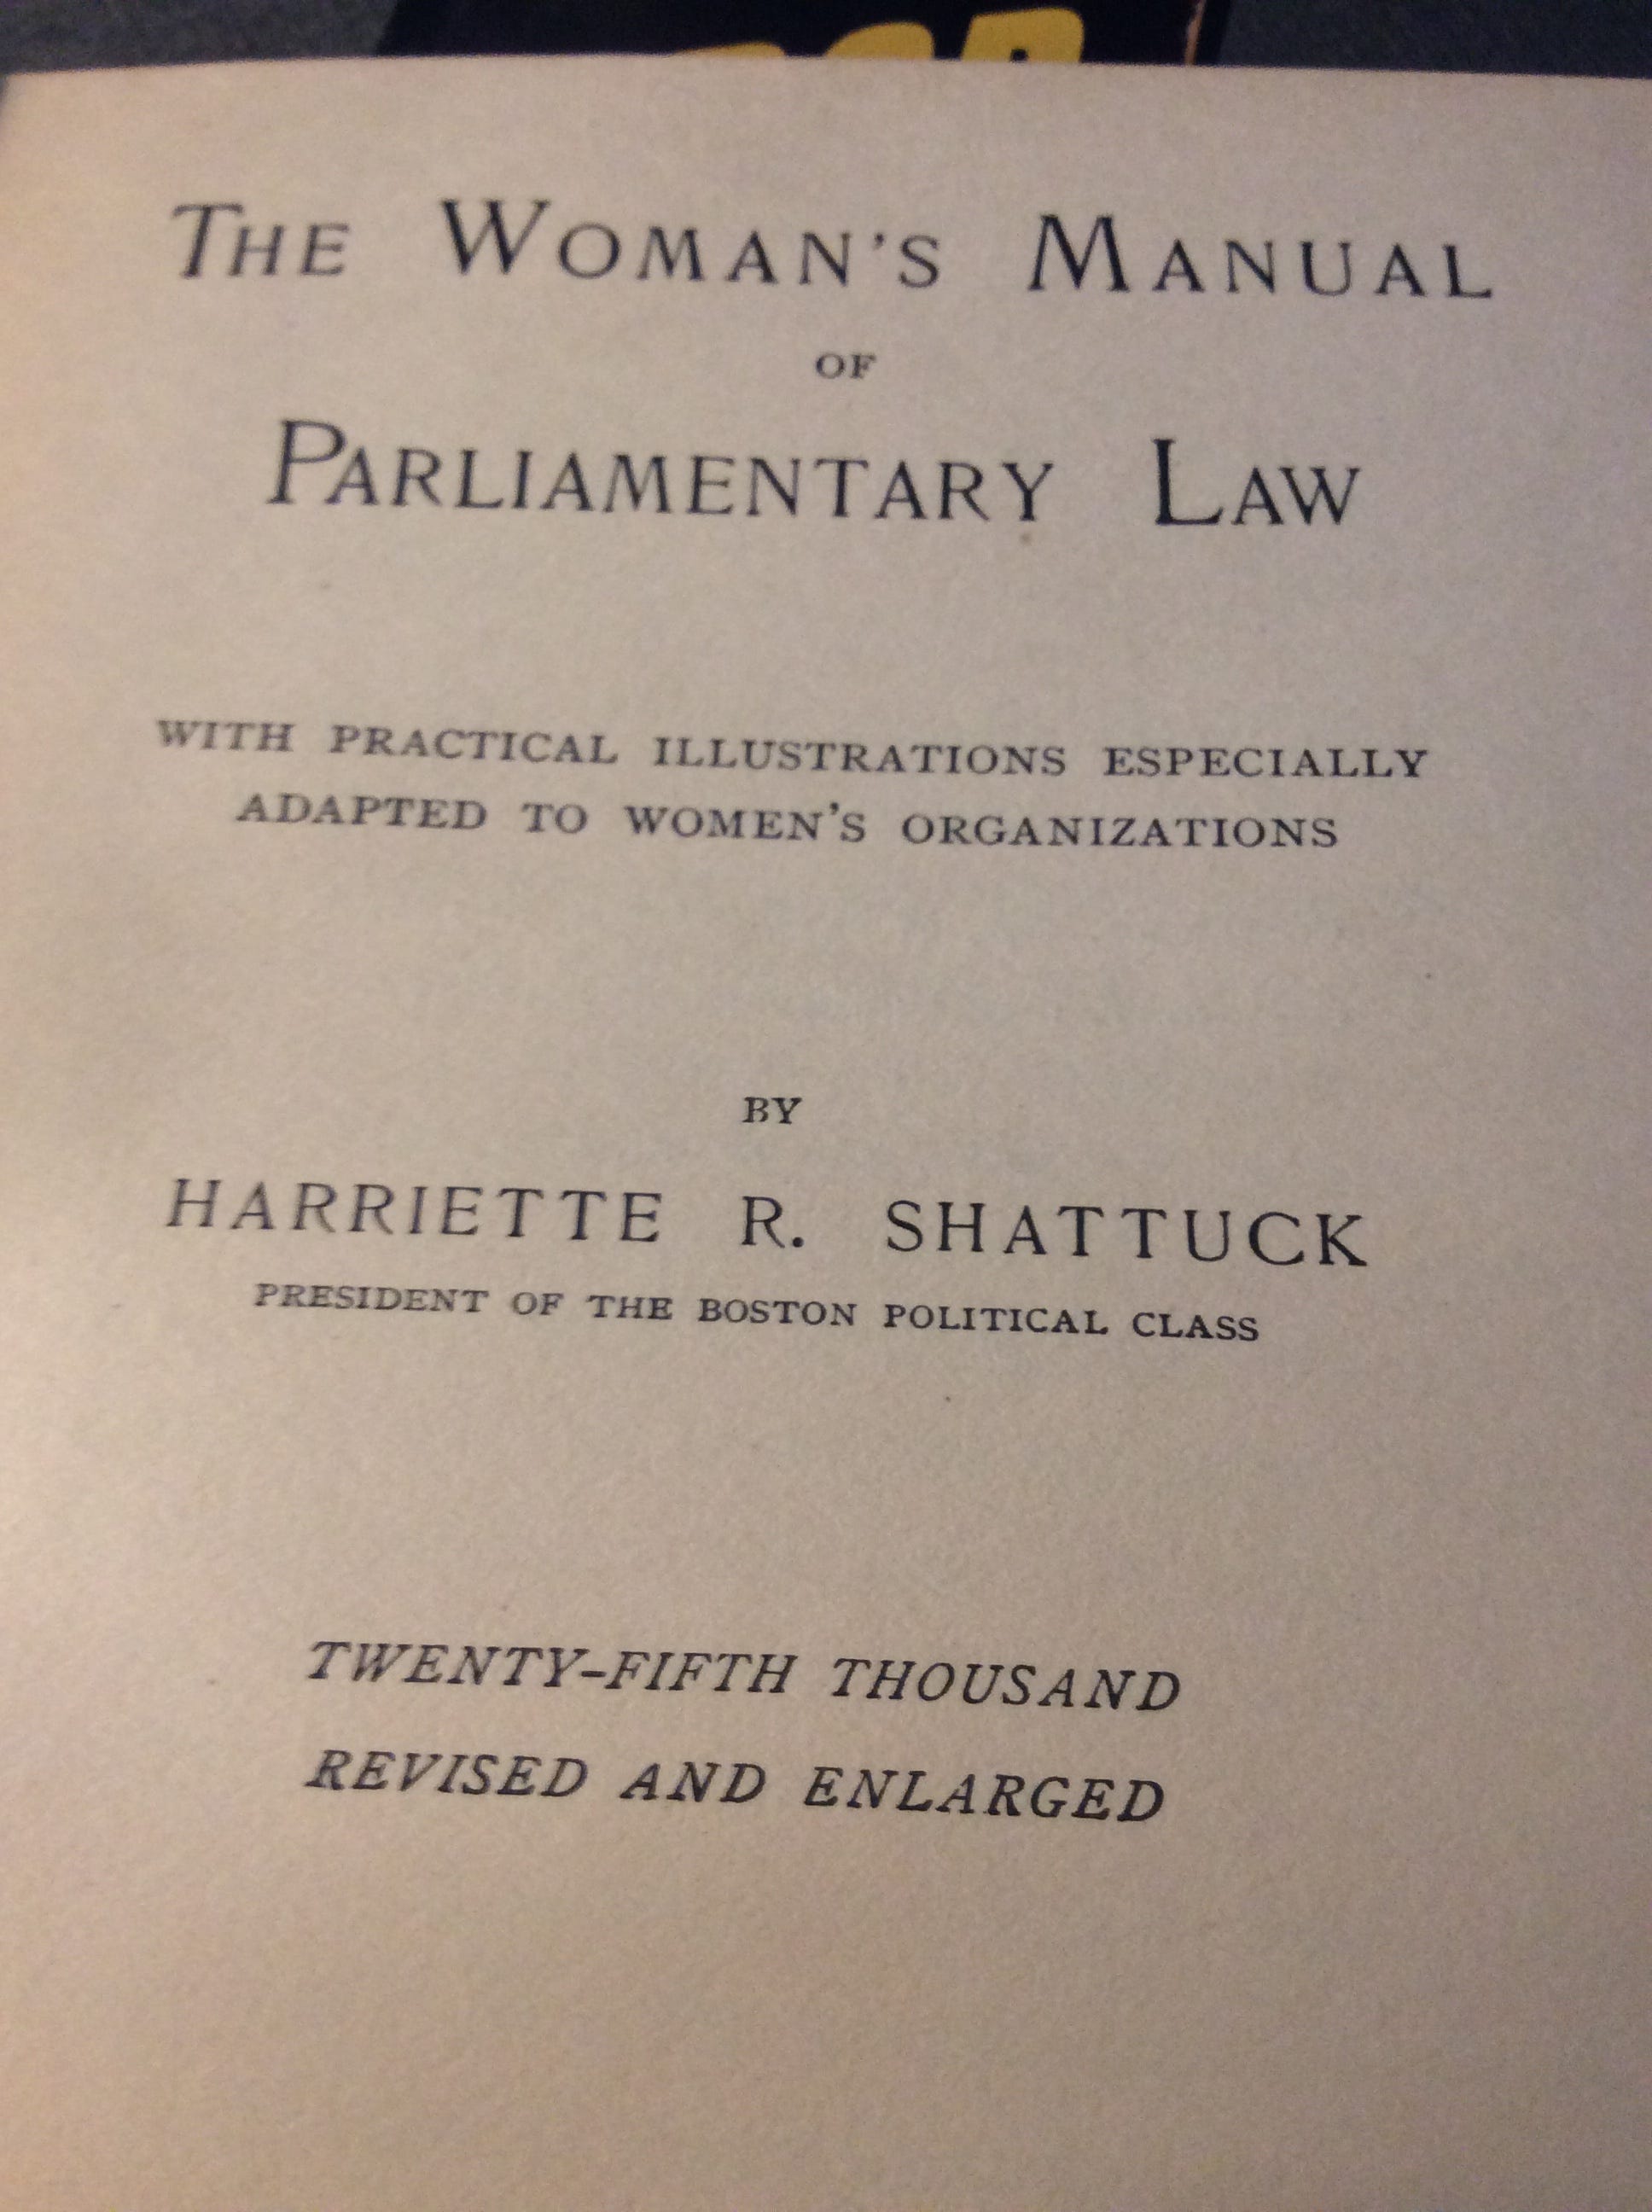 THE WOMAN'S MANUAL
OF
PARLIAMENTARY LAW
WITH PRACTICAL ILLUSTRATIONS ESPECIALLY
ADAPTED TO WOMEN'S ORGANIZATIONS
BY
HARRIETTE R. SHATTUCK
PRESIDENT OF THE BOSTON POLITICAL CLASS
TWENTY-FIFTH THOUSAND
REVISED AND ENLARGED